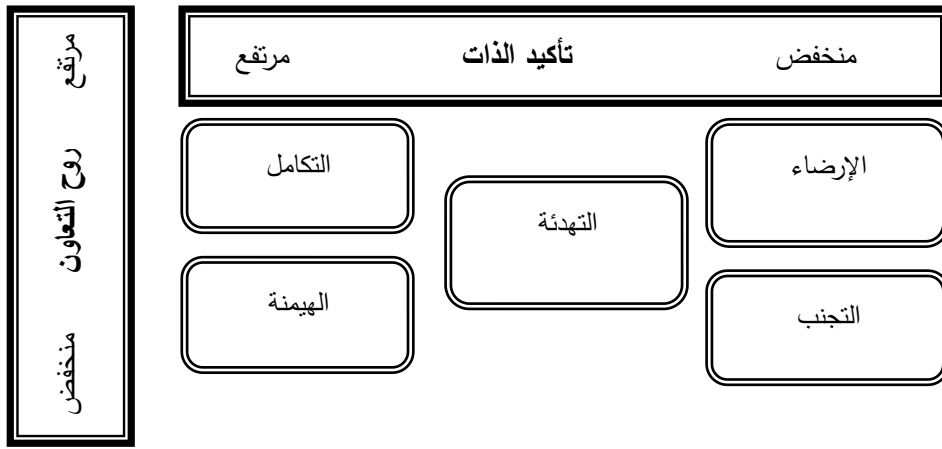 منخفض تأكيد الذات مرتفع
الإرضاء
التكامل
التهدئة
التجنب
الهيمنة
مرتفع روح التعاون منخفض